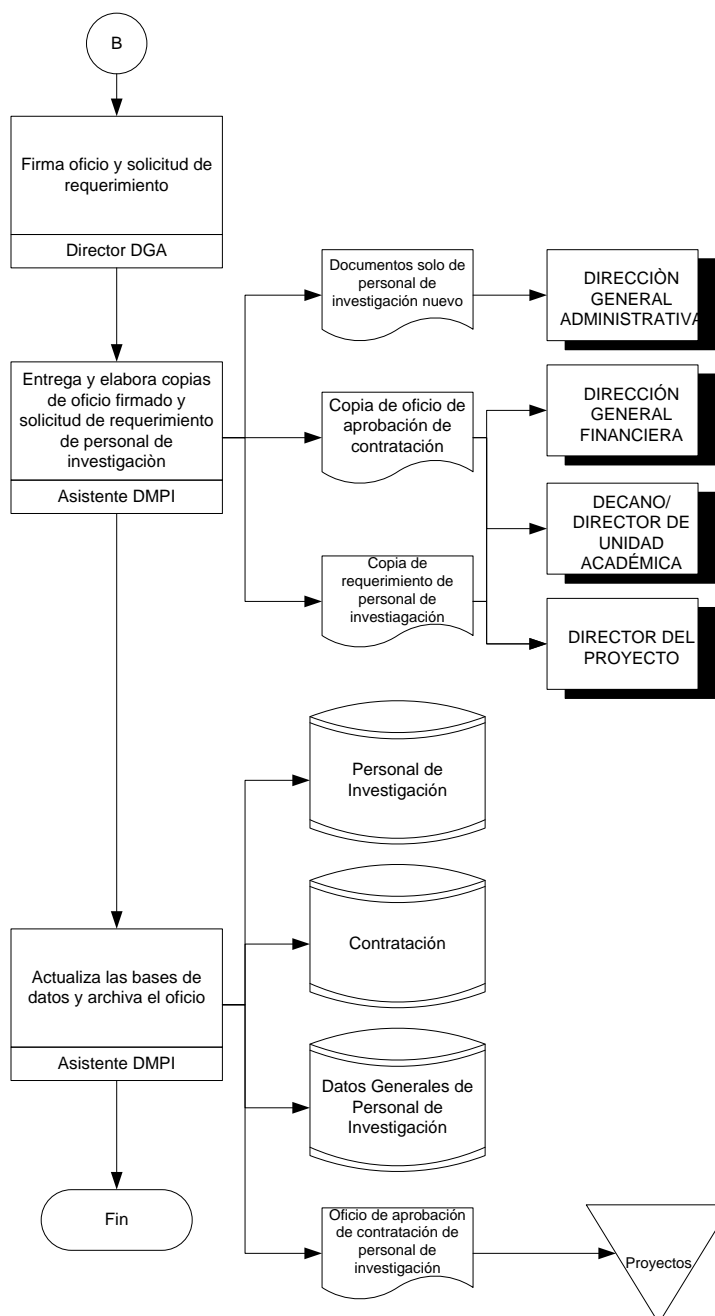 B
Firma oficio y solicitud de
requerimiento
Director DGA
Documentos solo de
personal de
investigación nuevo
DIRECCIÒN
GENERAL
ADMINISTRATIVA
Entrega y elabora copias
de oficio firmado y
solicitud de requerimiento
de personal de
investigaciòn
Asistente DMPI
Copia de oficio de
aprobación de
contratación
DIRECCIÓN
GENERAL
FINANCIERA
DECANO/
DIRECTOR DE
UNIDAD
ACADÉMICA
Copia de
requerimiento de
personal de
investiagación
DIRECTOR DEL
PROYECTO
Personal de
Investigación
Contratación
Actualiza las bases de
datos y archiva el oficio
Asistente DMPI
Datos Generales de
Personal de
Investigación
Fin
Oficio de aprobación
de contratación de
personal de
investigación
Proyectos